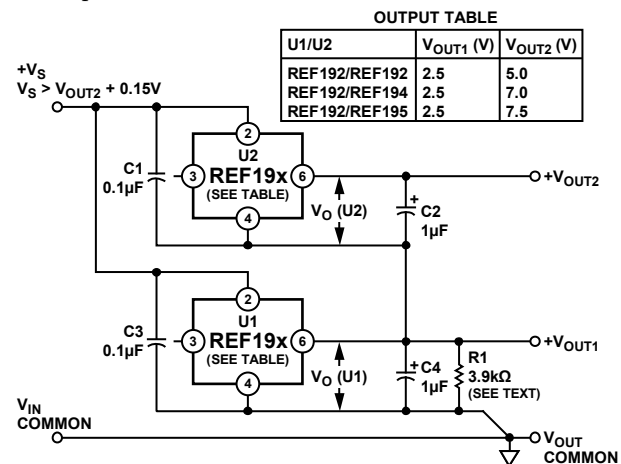 OUTPUT TABLE
U1/U2 VOUT1 (V) VOUT2 (V)
REF192/REF192 2.5 5.0
REF192/REF194 2.5 7.0
REF192/REF195 2.5 7.5
+VS
VS > VOUT2 + 0.15V
2
U2
C1
0.1µF
3 REF19x 6
(SEE TABLE)
4
VO (U2)
+
C2
1µF
+VOUT2
2
U1
C3
0.1µF
3 REF19x 6
(SEE TABLE)
4
VO (U1)
+
C4
1µF
R1
3.9kΩ
(SEE TEXT)
+VOUT1
VIN
COMMON
VOUT
COMMON